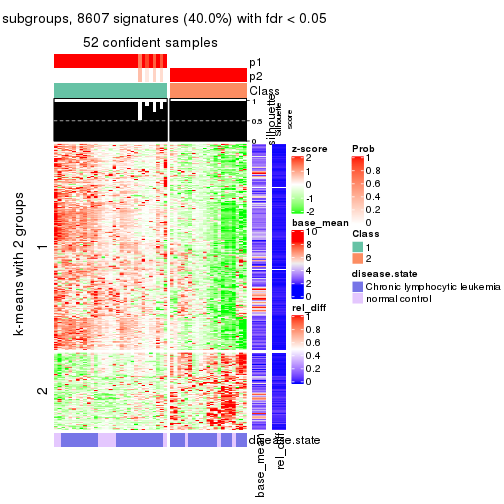 subgroups, 8607 signatures (40.0%) with fdr < 0.05
52 confident samples
p1
p2
Class
silhouette
Silhouette
score
1
0.5
0
k-means with 2 groups
1
2
disease.state
base_mean
rel_diff
z-score
2
1
0
-1
-2
base_mean
10
8
6
4
2
0
rel_diff
1
0.8
0.6
0.4
0.2
0
Prob
1
0.8
0.6
0.4
0.2
0
Class
1
2
disease.state
Chronic lymphocytic leukemia
normal control